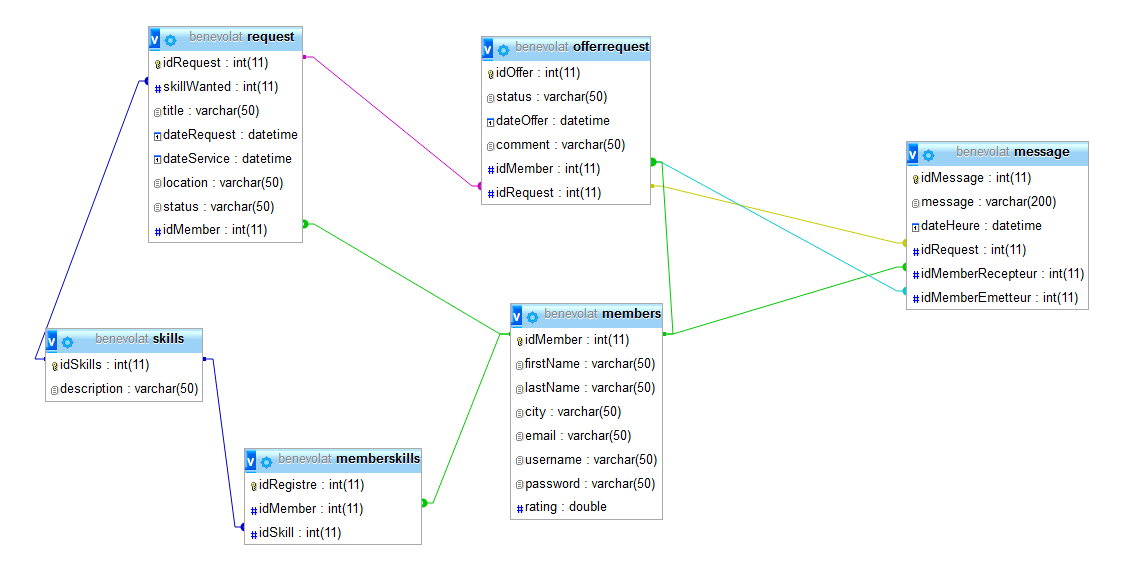 benevolat request
idRequest : int(11)
skillWanted : int(11)
title : varchar(50)
dateRequest : datetime
dateService : datetime
location : varchar(50)
status : varchar(50)
idMember : int(11)
benevolat offerrequest
idOffer : int(11)
status : varchar(50)
dateOffer : datetime
comment : varchar(50)
idMember : int(11)
idRequest : int(11)
benevolat message
idMessage : int(11)
message : varchar(200)
dateHeure : datetime
idRequest : int(11)
idMemberRecepteur : int(11)
idMemberEmetteur : int(11)
benevolat skills
idSkills : int(11)
description : varchar(50)
benevolat members
idMember : int(11)
firstName : varchar(50)
lastName : varchar(50)
city : varchar(50)
email : varchar(50)
username : varchar(50)
password : varchar(50)
rating : double
benevolat memberskills
idRegistre : int(11)
idMember : int(11)
idSkill : int(11)